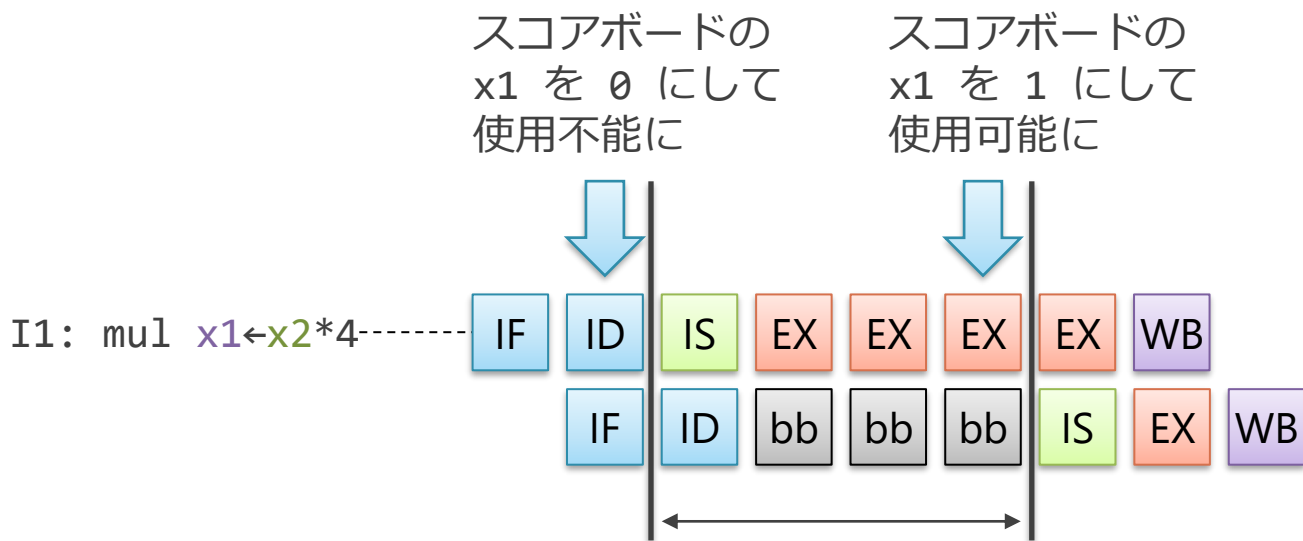 スコアボードの
x1 を 0 にして
使用不能に
スコアボードの
x1 を 1 にして
使用可能に
I1: mul x1←x2*4
IF ID IS EX EX EX EX WB
IF ID bb bb bb IS EX WB